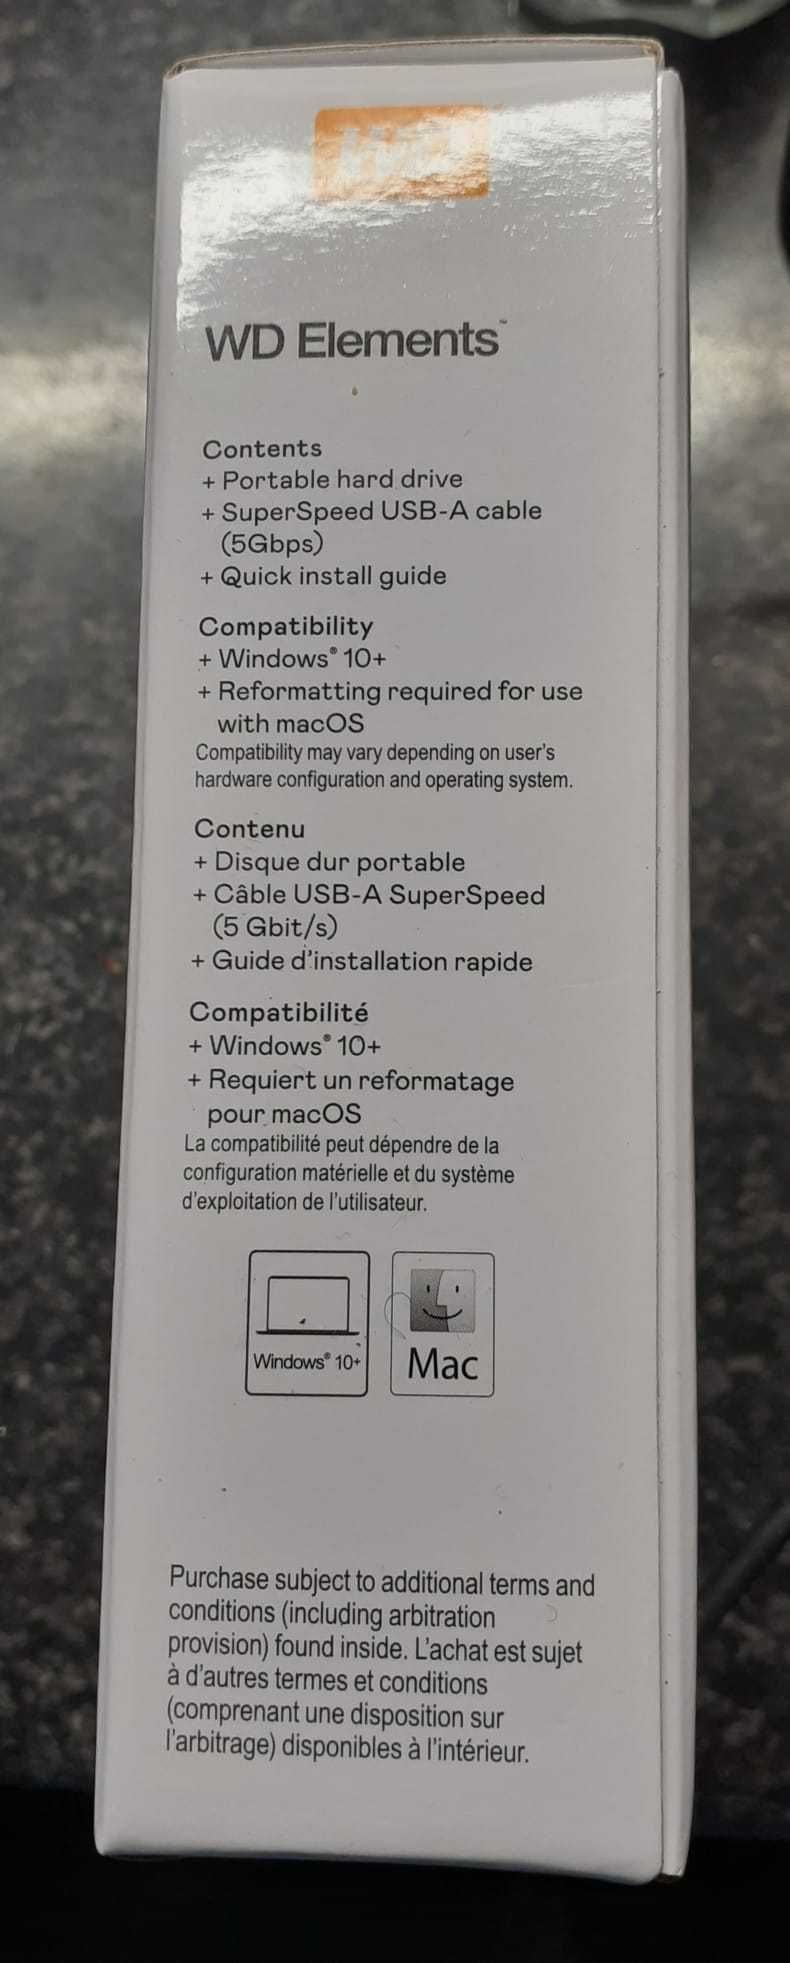 WD
WD Elements™
Contents
+ Portable hard drive
+ SuperSpeed USB-A cable
(5Gbps)
+ Quick install guide
Compatibility
+ Windows® 10+
+ Reformatting required for use
with macOS
Compatibility may vary depending on user's
hardware configuration and operating system.
Contenu
+ Disque dur portable
+ Câble USB-A SuperSpeed
(5 Gbit/s)
+ Guide d'installation rapide
Compatibilité
+ Windows® 10+
+ Requiert un reformatage
pour macOS
La compatibilité peut dépendre de la
configuration matérielle et du système
d'exploitation de l'utilisateur.
Windows® 10+
Mac
Purchase subject to additional terms and
conditions (including arbitration
provision) found inside. L'achat est sujet
à d'autres termes et conditions
(comprenant une disposition sur
l'arbitrage) disponibles à l'intérieur.